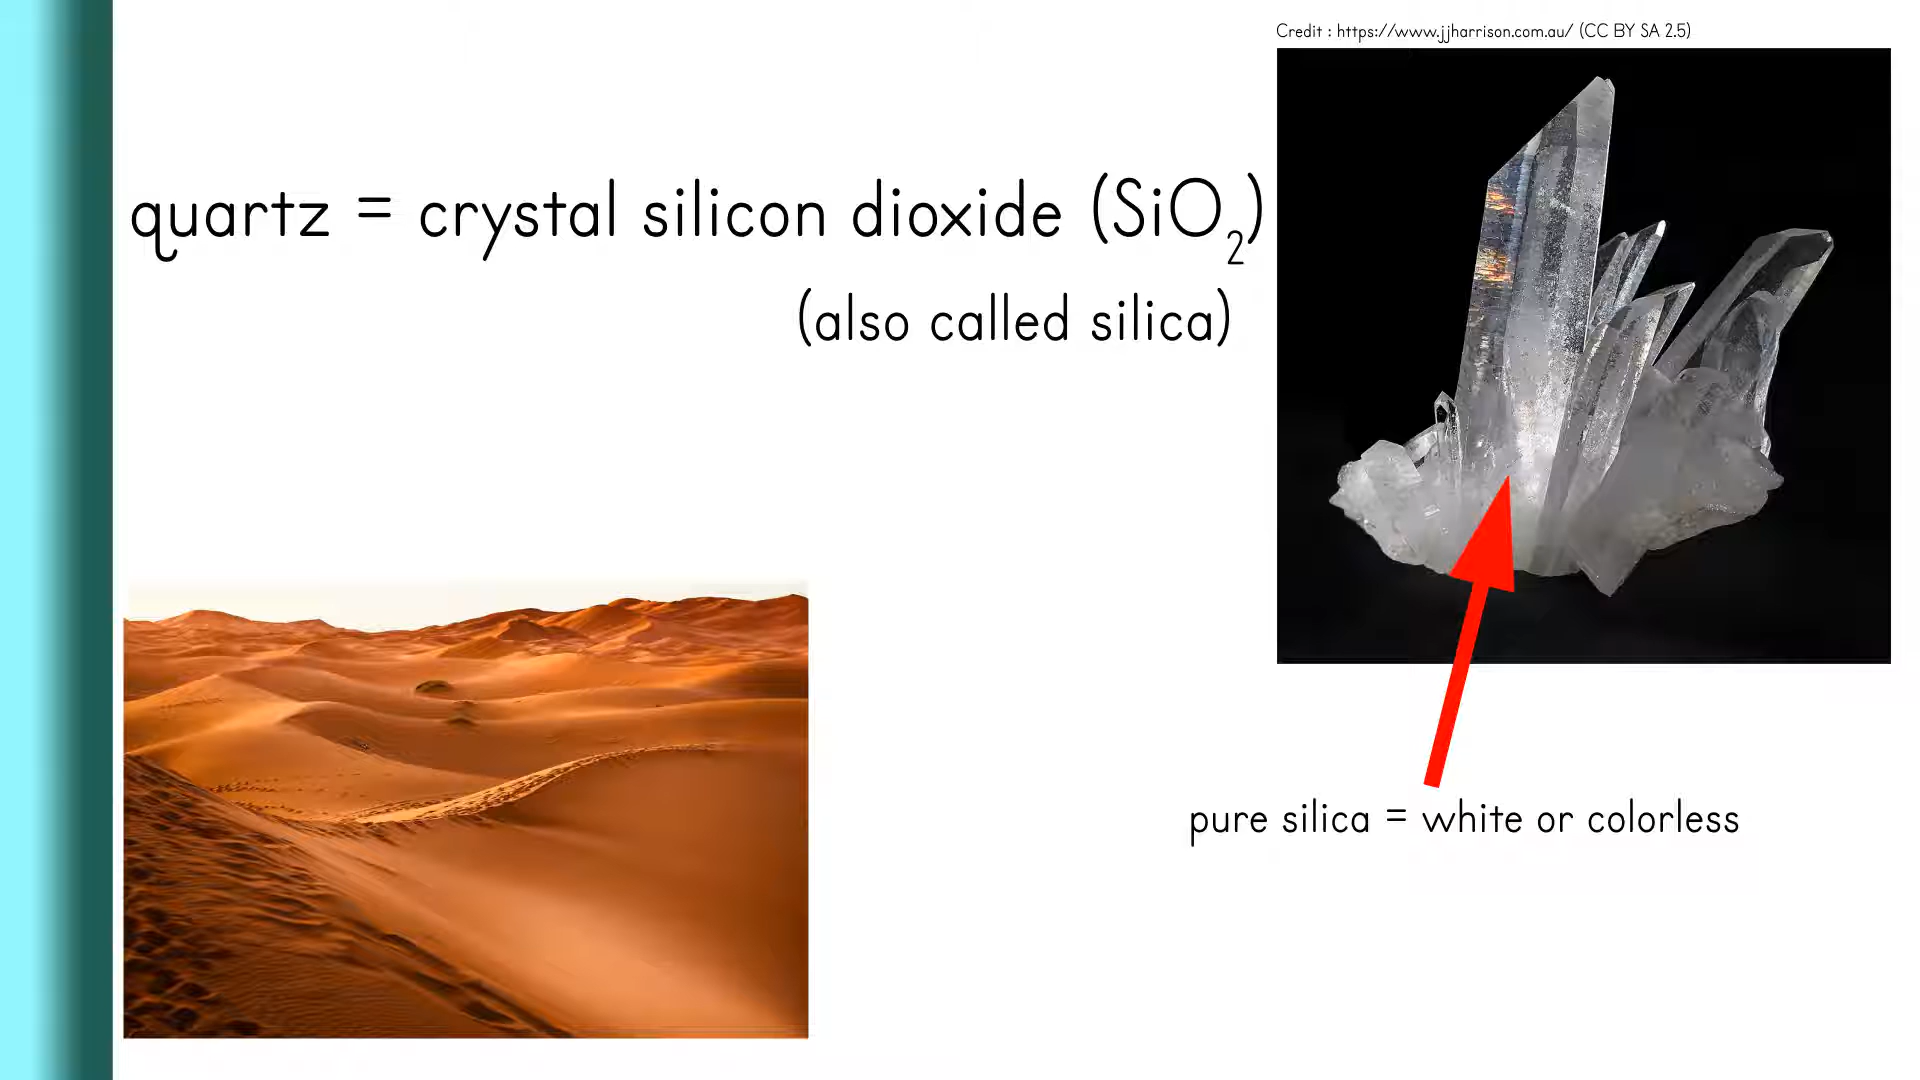 Credit : https://www.jjharrison.com.au/ (CC BY SA 2.5)
quartz = crystal silicon dioxide (SiO₂)
(also called silica)
pure silica = white or colorless